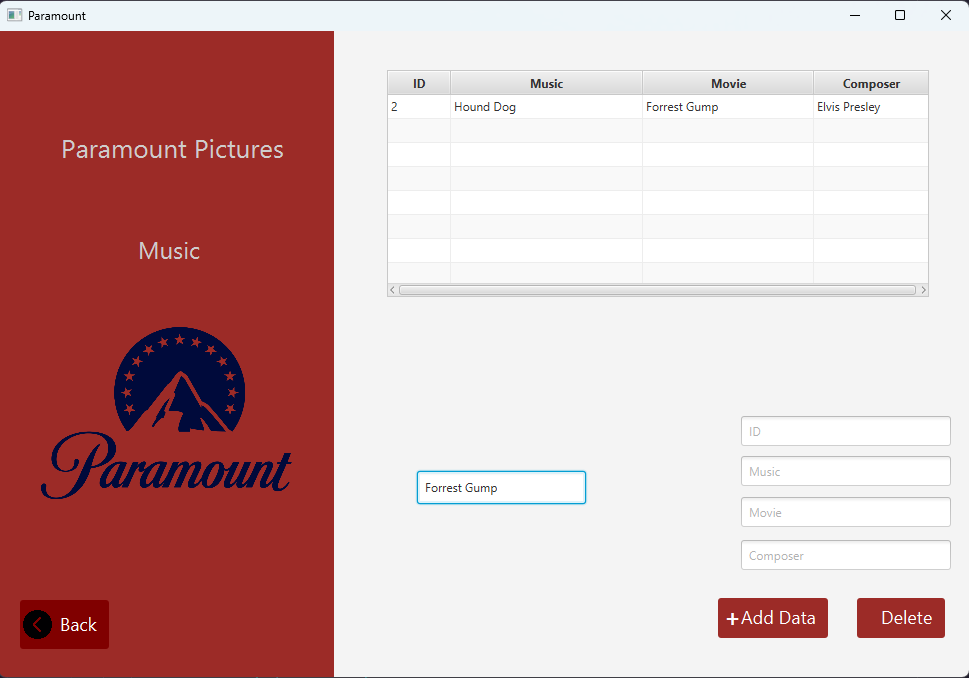 Paramount
Paramount Pictures
Music
Paramount
Back
ID Music Movie Composer
2 Hound Dog Forrest Gump Elvis Presley
Forrest Gump
ID
Music
Movie
Composer
+Add Data Delete